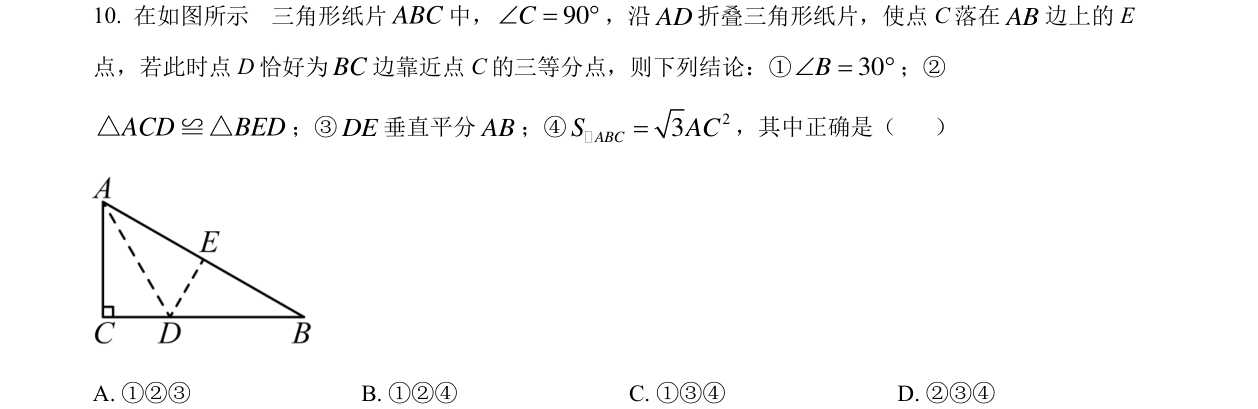 10. 在如图所示 三角形纸片 ABC 中，∠C = 90°，沿 AD 折叠三角形纸片，使点 C 落在 AB 边上的 E
点，若此时点 D 恰好为 BC 边靠近点 C 的三等分点，则下列结论：①∠B = 30°；②
△ACD ≌ △BED；③ DE 垂直平分 AB；④ S□ABC = √3AC²，其中正确是（ ）
A
E
C D B
A. ①②③ B. ①②④ C. ①③④ D. ②③④